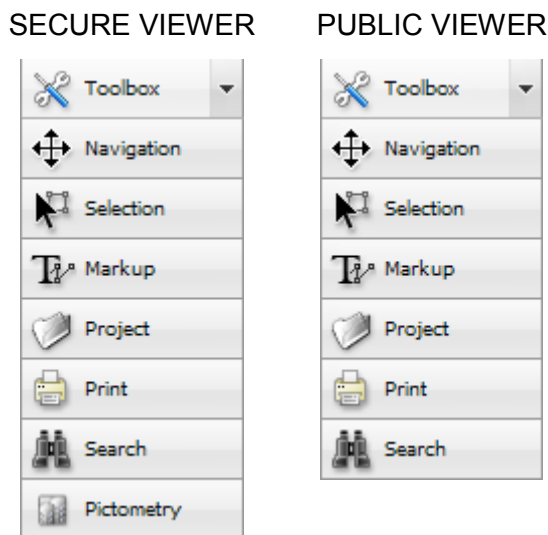 SECURE VIEWER
Toolbox
Navigation
Selection
Markup
Project
Print
Search
Pictometry
PUBLIC VIEWER
Toolbox
Navigation
Selection
Markup
Project
Print
Search